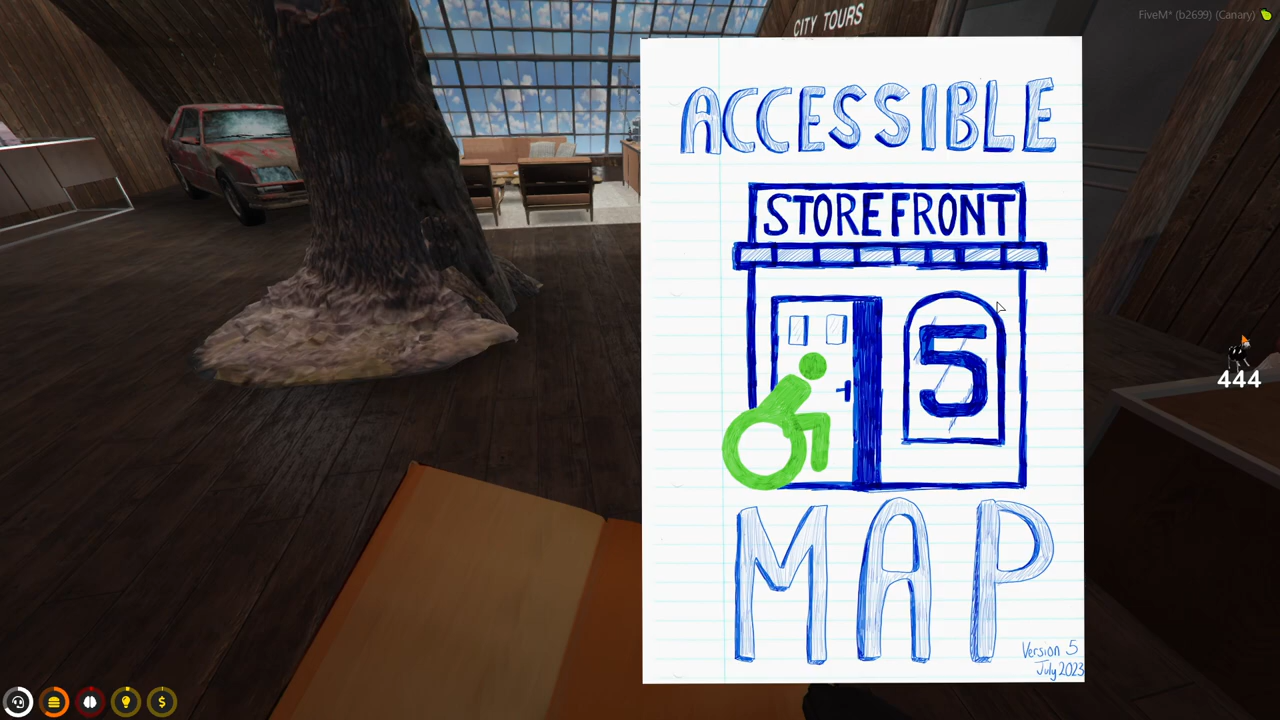 FiveM* (b2699) (Canary)
CITY TOURS
ACCESSIBLE
STOREFRONT
5
MAP
Version 5
July 2023
444
$